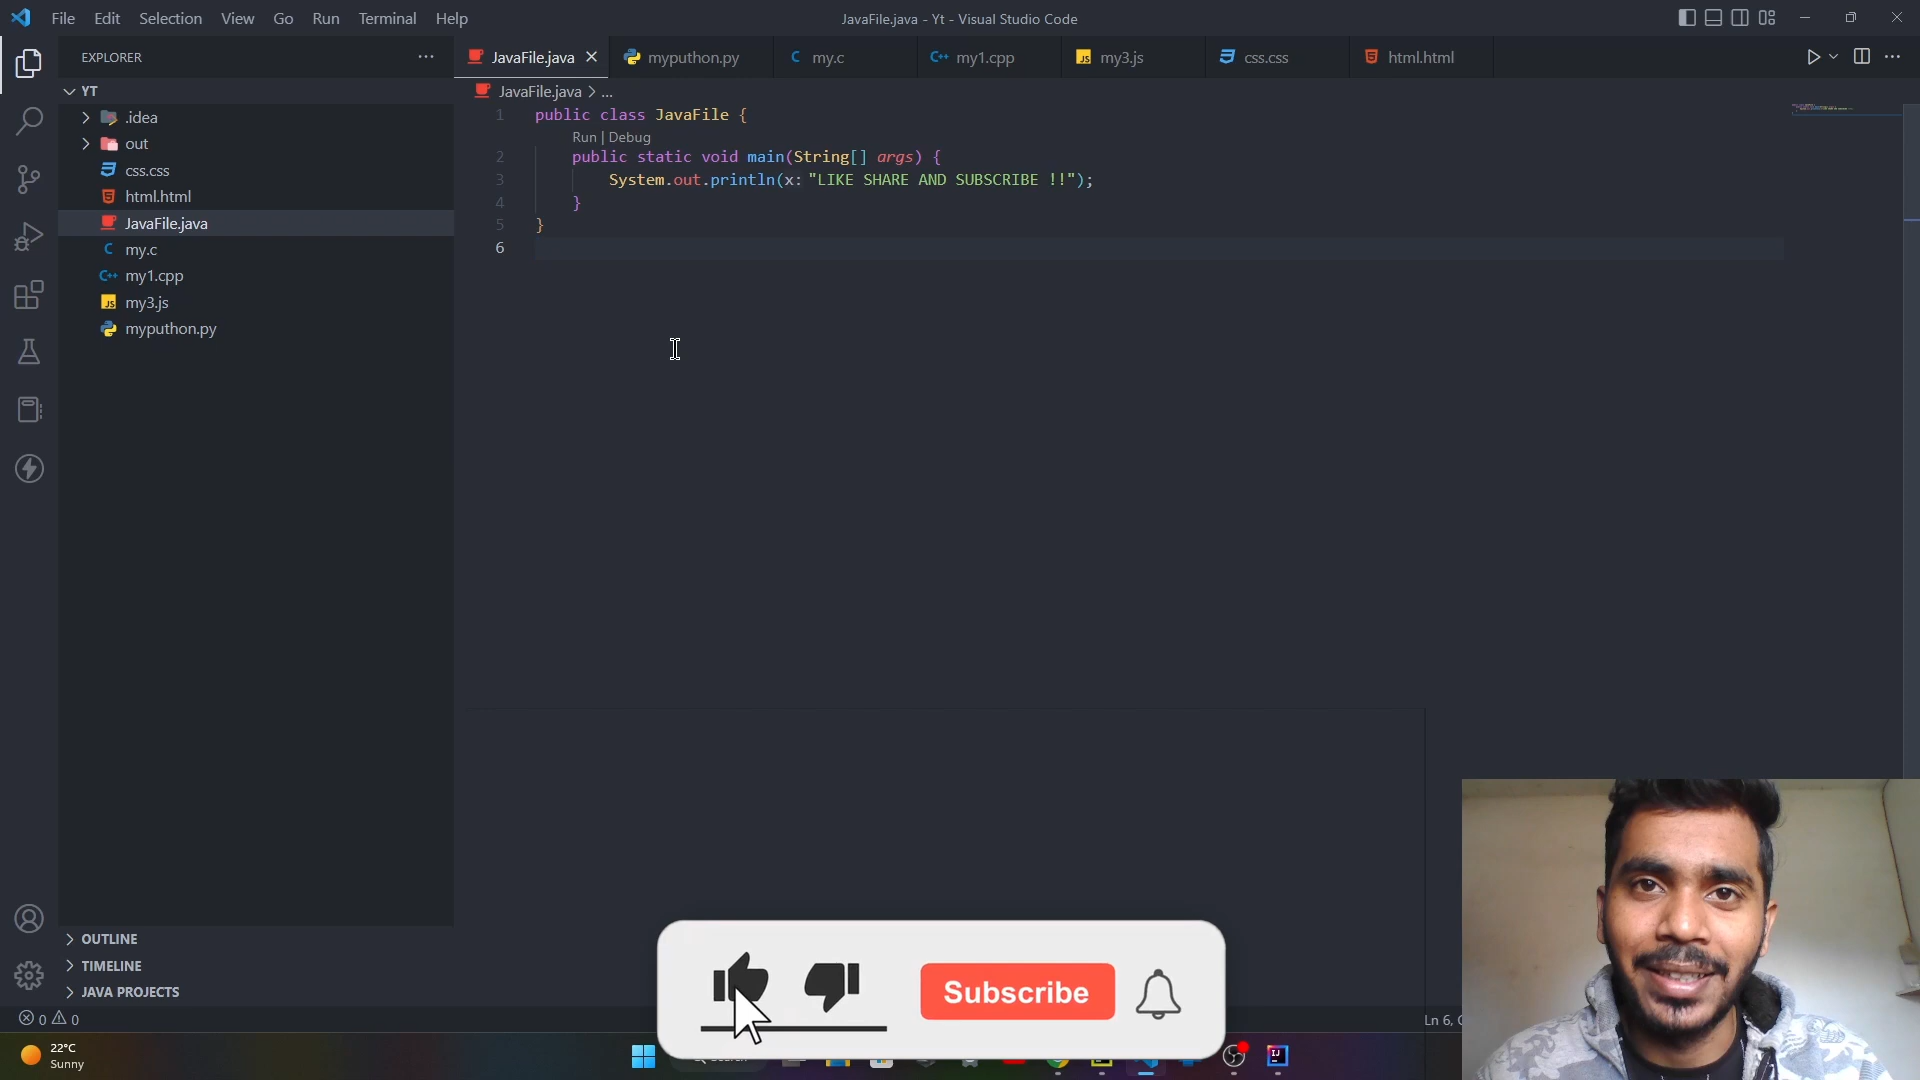 File Edit Selection View Go Run Terminal Help
JavaFile.java - Yt - Visual Studio Code
EXPLORER
JavaFile.java
myputhon.py
C my.c
C++ my1.cpp
JS my3.js
css.css
html.html
YT
.idea
out
css.css
html.html
JavaFile.java
C my.c
C++ my1.cpp
JS my3.js
myputhon.py
JavaFile.java > ...
1 public class JavaFile {
Run | Debug
2 public static void main(String[] args) {
3 System.out.println(x: "LIKE SHARE AND SUBSCRIBE !!");
4 }
5 }
6
OUTLINE
TIMELINE
JAVA PROJECTS
0 0
Ln 6,
Subscribe
22°C
Sunny
IJ